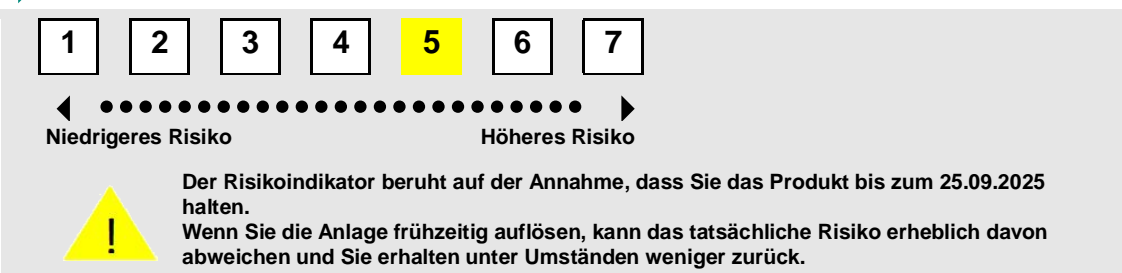 1 2 3 4 5 6 7
Niedrigeres Risiko Höheres Risiko
!
Der Risikoindikator beruht auf der Annahme, dass Sie das Produkt bis zum 25.09.2025
halten.
Wenn Sie die Anlage frühzeitig auflösen, kann das tatsächliche Risiko erheblich davon
abweichen und Sie erhalten unter Umständen weniger zurück.